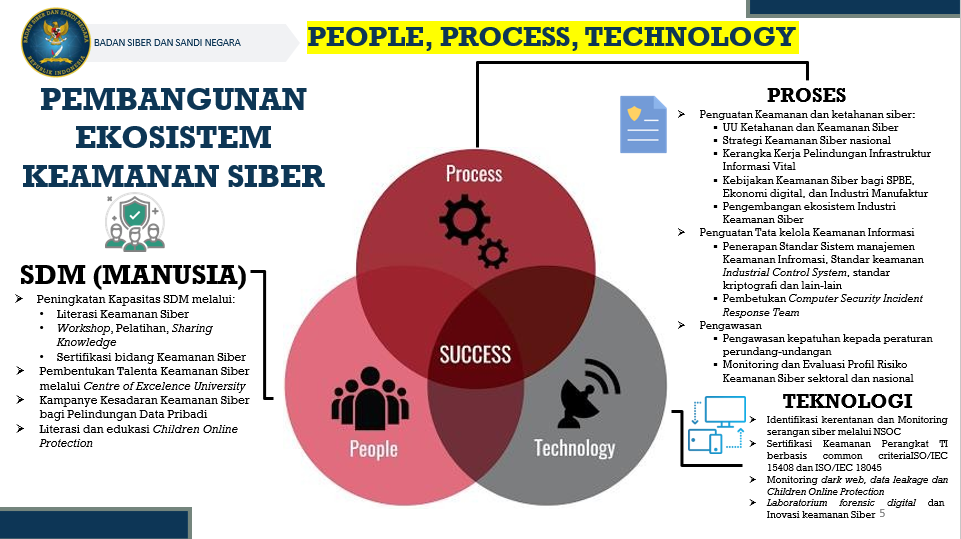 BADAN SIBER DAN SANDI NEGARA
REPUBLIK INDONESIA
BADAN SIBER DAN SANDI NEGARA
PEOPLE, PROCESS, TECHNOLOGY
PEMBANGUNAN
EKOSISTEM
KEAMANAN SIBER
SDM (MANUSIA)
➢ Peningkatan Kapasitas SDM melalui:
• Literasi Keamanan Siber
• Workshop, Pelatihan, Sharing
Knowledge
• Sertifikasi bidang Keamanan Siber
➢ Pembentukan Talenta Keamanan Siber
melalui Centre of Excelence University
➢ Kampanye Kesadaran Keamanan Siber
bagi Pelindungan Data Pribadi
➢ Literasi dan edukasi Children Online
Protection
Process
SUCCESS
People
Technology
PROSES
➢ Penguatan Keamanan dan ketahanan siber:
▪ UU Ketahanan dan Keamanan Siber
▪ Strategi Keamanan Siber nasional
▪ Kerangka Kerja Pelindungan Infrastruktur
Informasi Vital
▪ Kebijakan Keamanan Siber bagi SPBE,
Ekonomi digital, dan Industri Manufaktur
▪ Pengembangan ekosistem Industri
Keamanan Siber
➢ Penguatan Tata kelola Keamanan Informasi
▪ Penerapan Standar Sistem manajemen
Keamanan Infromasi, Standar keamanan
Industrial Control System, standar
kriptografi dan lain-lain
▪ Pembetukan Computer Security Incident
Response Team
➢ Pengawasan
▪ Pengawasan kepatuhan kepada peraturan
perundang-undangan
▪ Monitoring dan Evaluasi Profil Risiko
Keamanan Siber sektoral dan nasional
TEKNOLOGI
➢ Identifikasi kerentanan dan Monitoring
serangan siber melalui NSOC
➢ Sertifikasi Keamanan Perangkat TI
berbasis common criteriaISO/IEC
15408 dan ISO/IEC 18045
➢ Monitoring dark web, data leakage dan
Children Online Protection
➢ Laboratorium forensic digital dan
Inovasi keamanan Siber
5